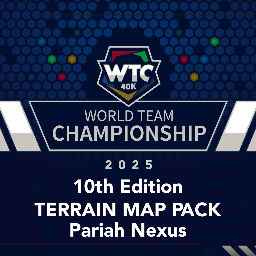 WTC
40K
WORLD TEAM
CHAMPIONSHIP
2025
10th Edition
TERRAIN MAP PACK
Pariah Nexus